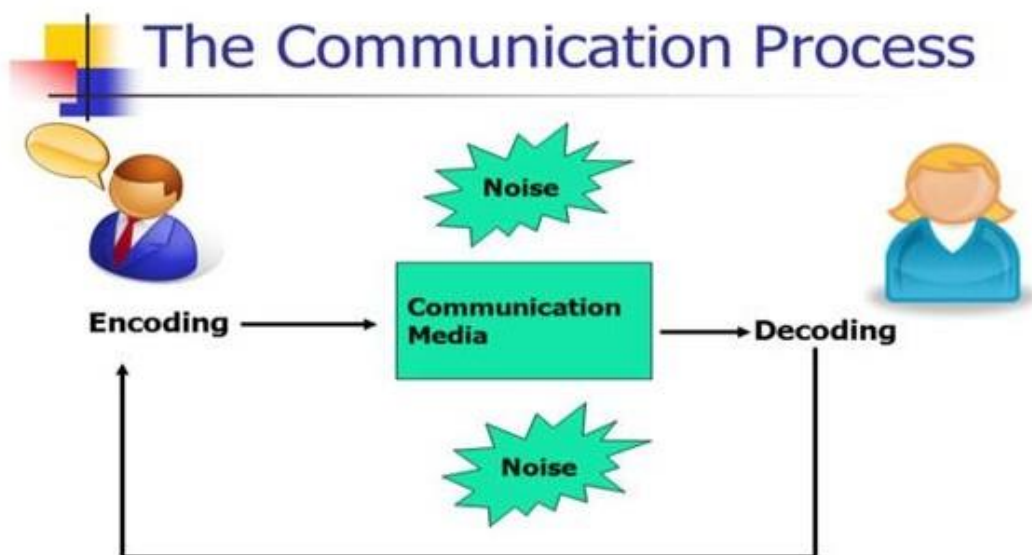 The Communication Process
Noise
Encoding
Communication
Media
Decoding
Noise